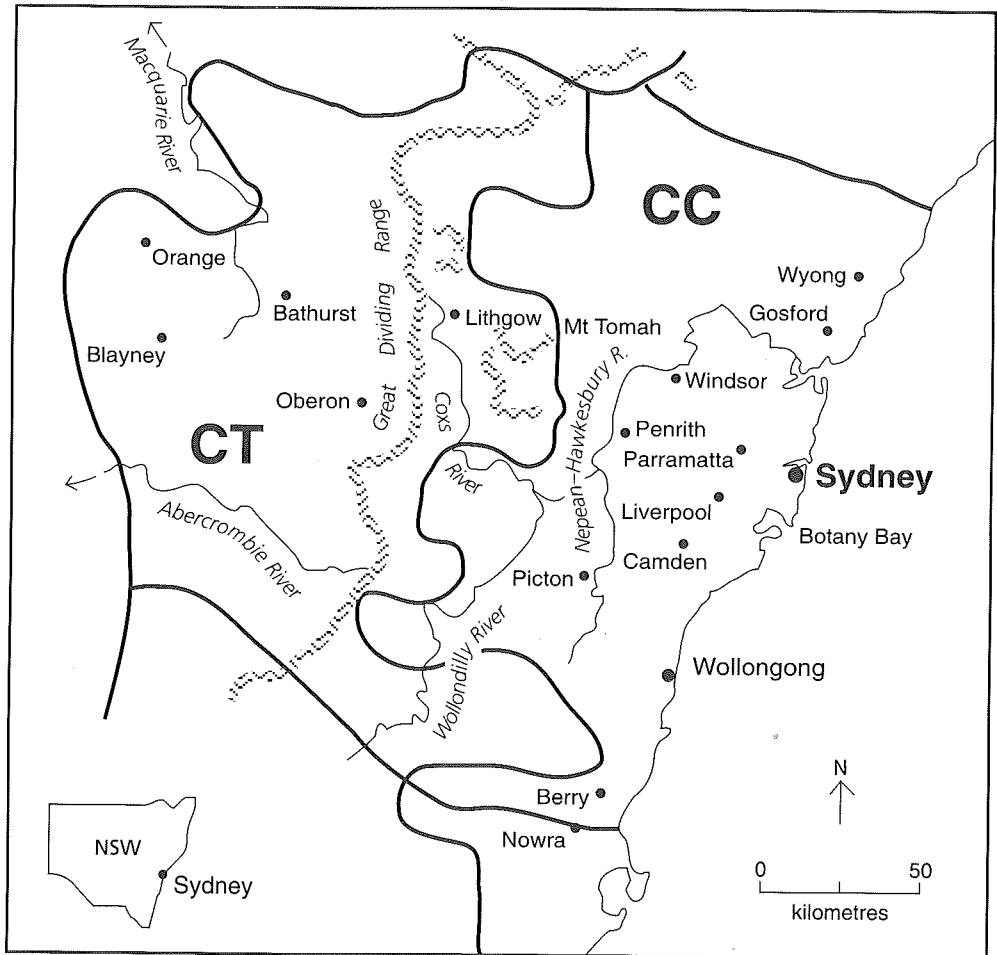 Macquarie River
CC
Great Dividing Range
Orange
Wyong
Bathurst
Lithgow
Mt Tomah
Gosford
Blayney
Nepean–Hawkesbury R.
Windsor
Oberon
Coxs
River
Penrith
CT
Parramatta
Sydney
Abercrombie River
Liverpool
Botany Bay
Camden
Picton
Wollondilly River
Wollongong
Berry
N
Nowra
NSW
Sydney
0 50
kilometres